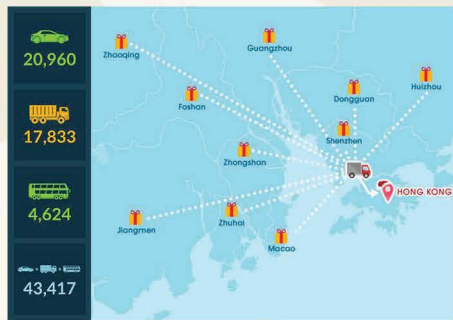 20,960
17,833
4,624
43,417
Zhaoqing
Guangzhou
Foshan
Dongguan
Huizhou
Shenzhen
Zhongshan
HONG KONG
Jiangmen
Zhuhai
Macao